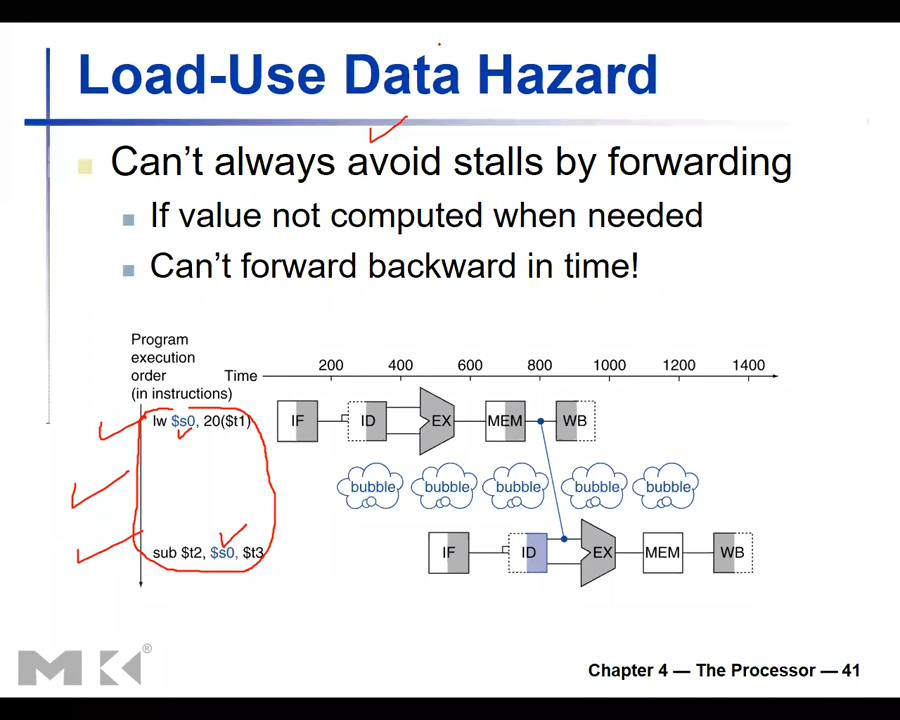 Load-Use Data Hazard
Can't always avoid stalls by forwarding
If value not computed when needed
Can't forward backward in time!
Program
execution
order
(in instructions)
Time
200 400 600 800 1000 1200 1400
lw $s0, 20($t1)
IF ID EX MEM WB
bubble bubble bubble bubble bubble
sub $t2, $s0, $t3
IF ID EX MEM WB
MK®
Chapter 4 — The Processor — 41